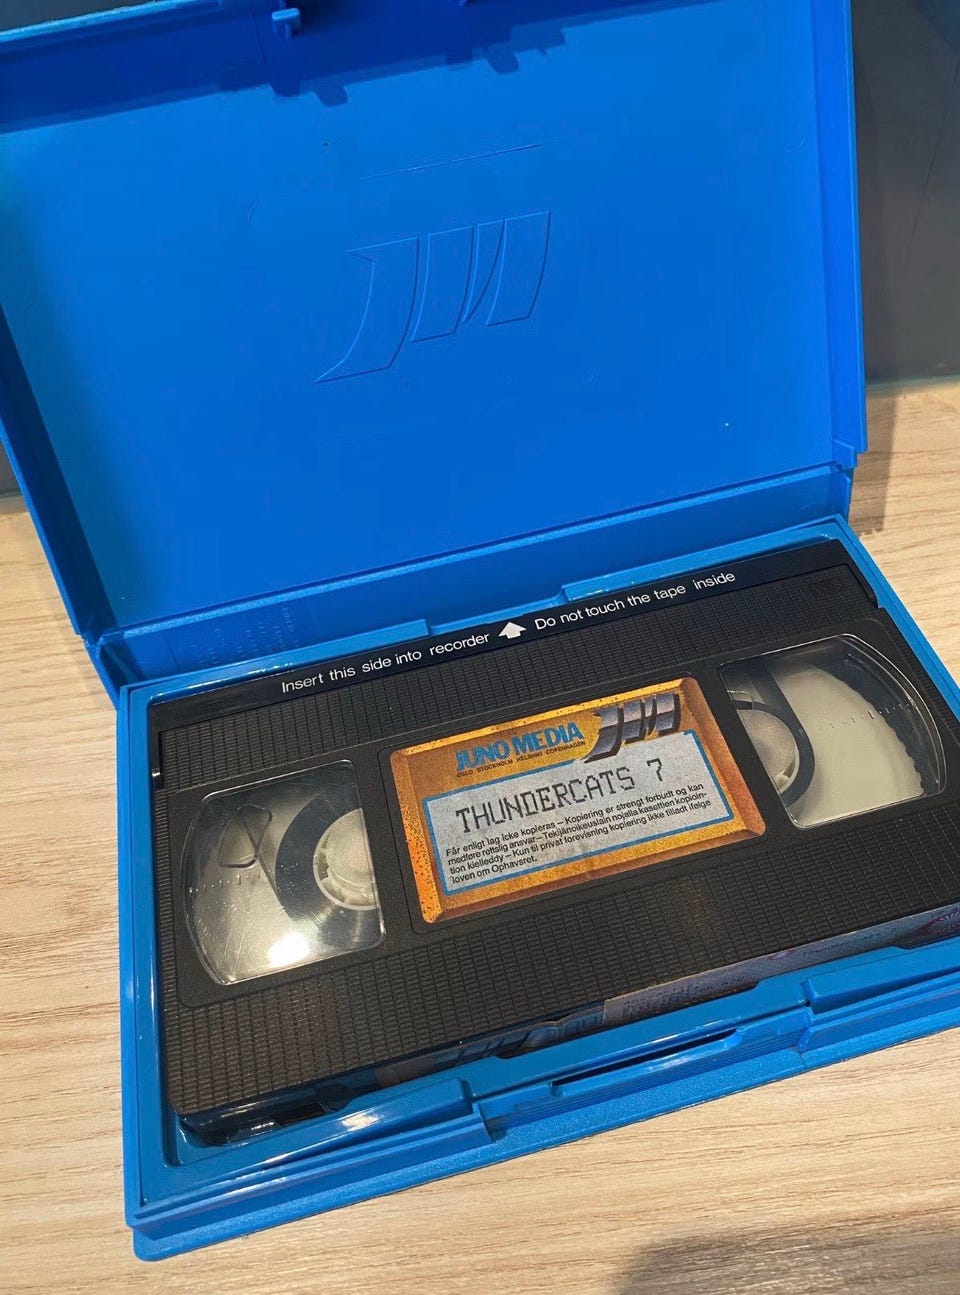 Insert this side into recorder Do not touch the tape inside
JUNO MEDIA
OSLO STOCKHOLM HELSINKI COPENHAGEN
THUNDERCATS 7
Får enligt lag icke kopieras – Kopiering er strengt forbudt og kan
medføre rettslig ansvar – Tekijänoikeuslain nojalla kasettien kopioin-
tion kielleddy – Kun til privat forevisning kopiering ikke tilladt ifølge
loven om Ophavsret.